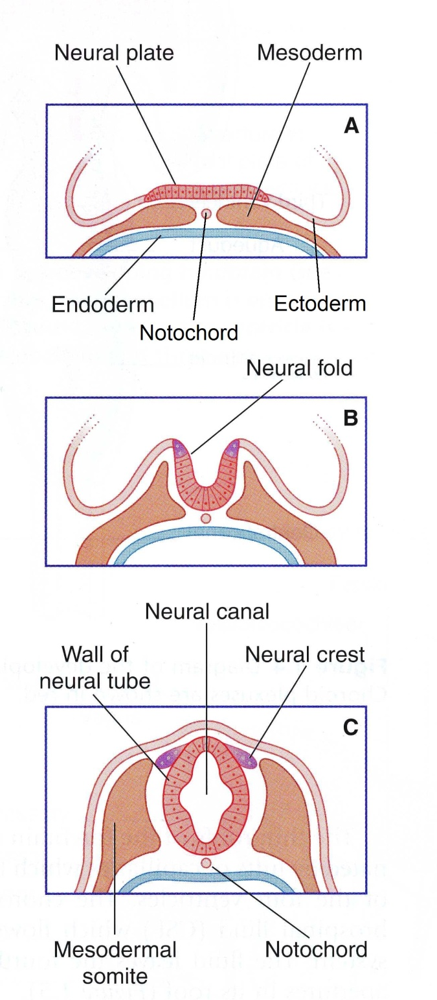 Neural plate
Mesoderm
A
Endoderm
Ectoderm
Notochord
Neural fold
B
Neural canal
Wall of
neural tube
Neural crest
C
Mesodermal
somite
Notochord